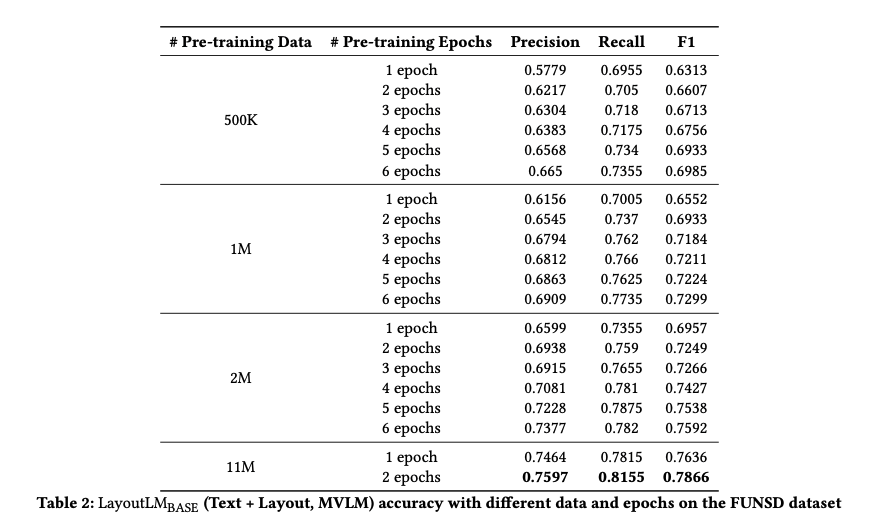 # Pre-training Data # Pre-training Epochs Precision Recall F1
500K
1 epoch 0.5779 0.6955 0.6313
2 epochs 0.6217 0.705 0.6607
3 epochs 0.6304 0.718 0.6713
4 epochs 0.6383 0.7175 0.6756
5 epochs 0.6568 0.734 0.6933
6 epochs 0.665 0.7355 0.6985
1M
1 epoch 0.6156 0.7005 0.6552
2 epochs 0.6545 0.737 0.6933
3 epochs 0.6794 0.762 0.7184
4 epochs 0.6812 0.766 0.7211
5 epochs 0.6863 0.7625 0.7224
6 epochs 0.6909 0.7735 0.7299
2M
1 epoch 0.6599 0.7355 0.6957
2 epochs 0.6938 0.759 0.7249
3 epochs 0.6915 0.7655 0.7266
4 epochs 0.7081 0.781 0.7427
5 epochs 0.7228 0.7875 0.7538
6 epochs 0.7377 0.782 0.7592
11M
1 epoch 0.7464 0.7815 0.7636
2 epochs 0.7597 0.8155 0.7866
Table 2: LayoutLMBASE (Text + Layout, MVLM) accuracy with different data and epochs on the FUNSD dataset